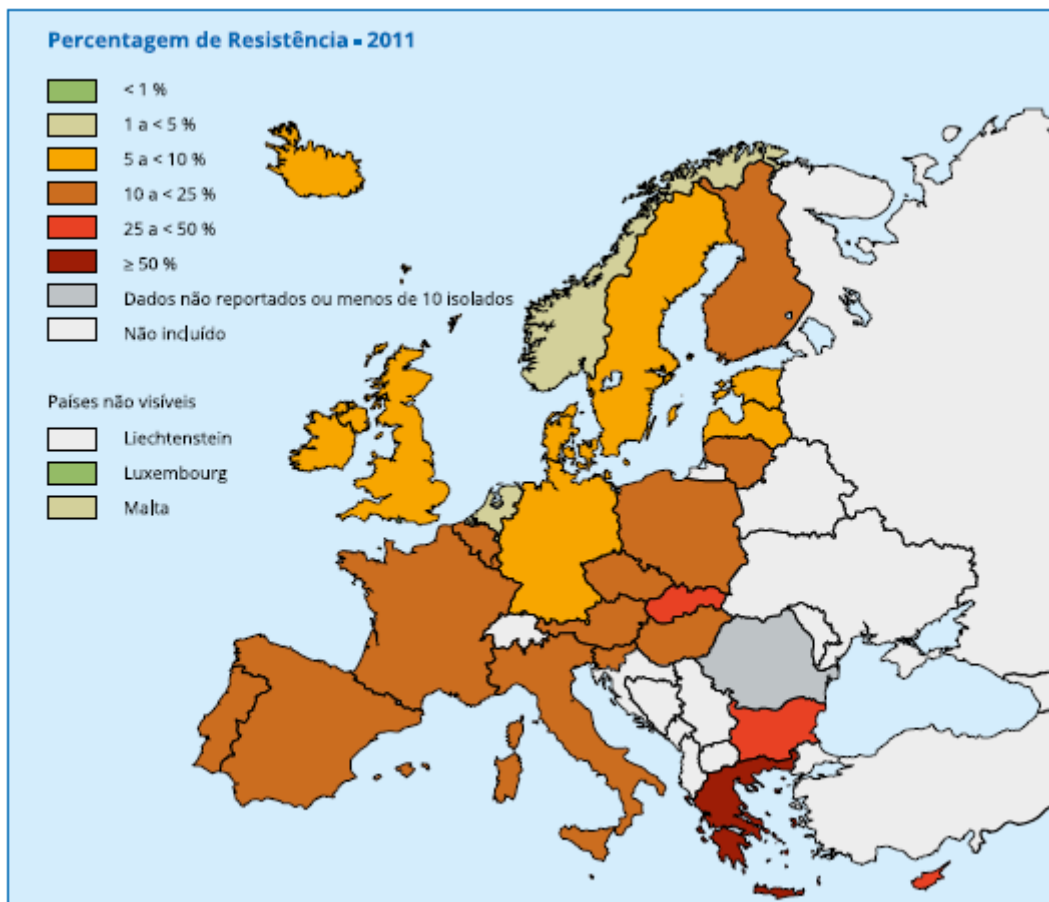 Percentagem de Resistência - 2011
< 1 %
1 a < 5 %
5 a < 10 %
10 a < 25 %
25 a < 50 %
≥ 50 %
Dados não reportados ou menos de 10 isolados
Não incluído
Países não visíveis
Liechtenstein
Luxembourg
Malta